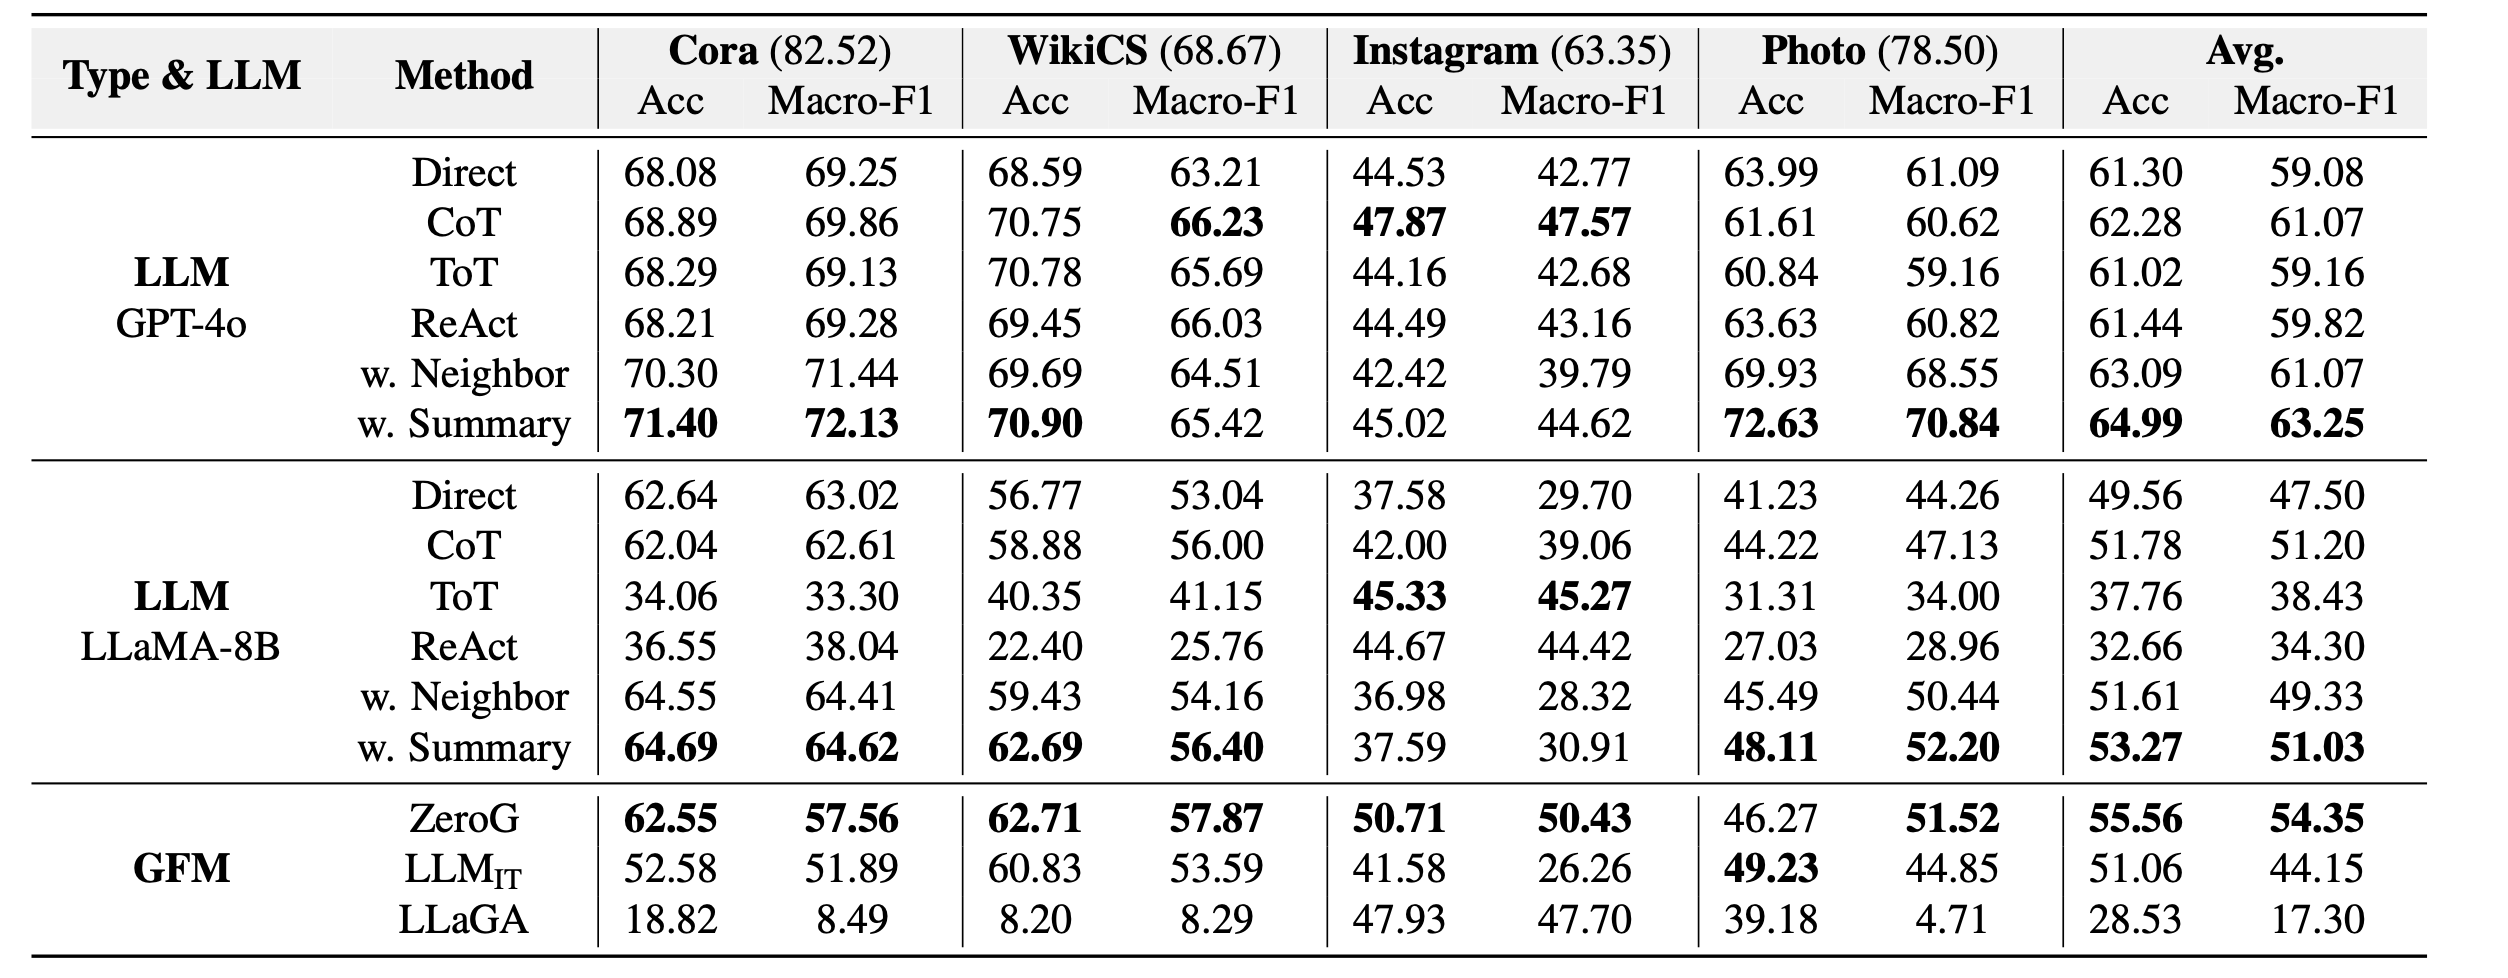 Type & LLM Method Cora (82.52) WikiCS (68.67) Instagram (63.35) Photo (78.50) Avg.
Acc Macro-F1 Acc Macro-F1 Acc Macro-F1 Acc Macro-F1 Acc Macro-F1
Direct 68.08 69.25 68.59 63.21 44.53 42.77 63.99 61.09 61.30 59.08
CoT 68.89 69.86 70.75 66.23 47.87 47.57 61.61 60.62 62.28 61.07
LLM ToT 68.29 69.13 70.78 65.69 44.16 42.68 60.84 59.16 61.02 59.16
GPT-4o ReAct 68.21 69.28 69.45 66.03 44.49 43.16 63.63 60.82 61.44 59.82
w. Neighbor 70.30 71.44 69.69 64.51 42.42 39.79 69.93 68.55 63.09 61.07
w. Summary 71.40 72.13 70.90 65.42 45.02 44.62 72.63 70.84 64.99 63.25
Direct 62.64 63.02 56.77 53.04 37.58 29.70 41.23 44.26 49.56 47.50
CoT 62.04 62.61 58.88 56.00 42.00 39.06 44.22 47.13 51.78 51.20
LLM ToT 34.06 33.30 40.35 41.15 45.33 45.27 31.31 34.00 37.76 38.43
LLaMA-8B ReAct 36.55 38.04 22.40 25.76 44.67 44.42 27.03 28.96 32.66 34.30
w. Neighbor 64.55 64.41 59.43 54.16 36.98 28.32 45.49 50.44 51.61 49.33
w. Summary 64.69 64.62 62.69 56.40 37.59 30.91 48.11 52.20 53.27 51.03
ZeroG 62.55 57.56 62.71 57.87 50.71 50.43 46.27 51.52 55.56 54.35
GFM LLM_IT 52.58 51.89 60.83 53.59 41.58 26.26 49.23 44.85 51.06 44.15
LLaGA 18.82 8.49 8.20 8.29 47.93 47.70 39.18 4.71 28.53 17.30